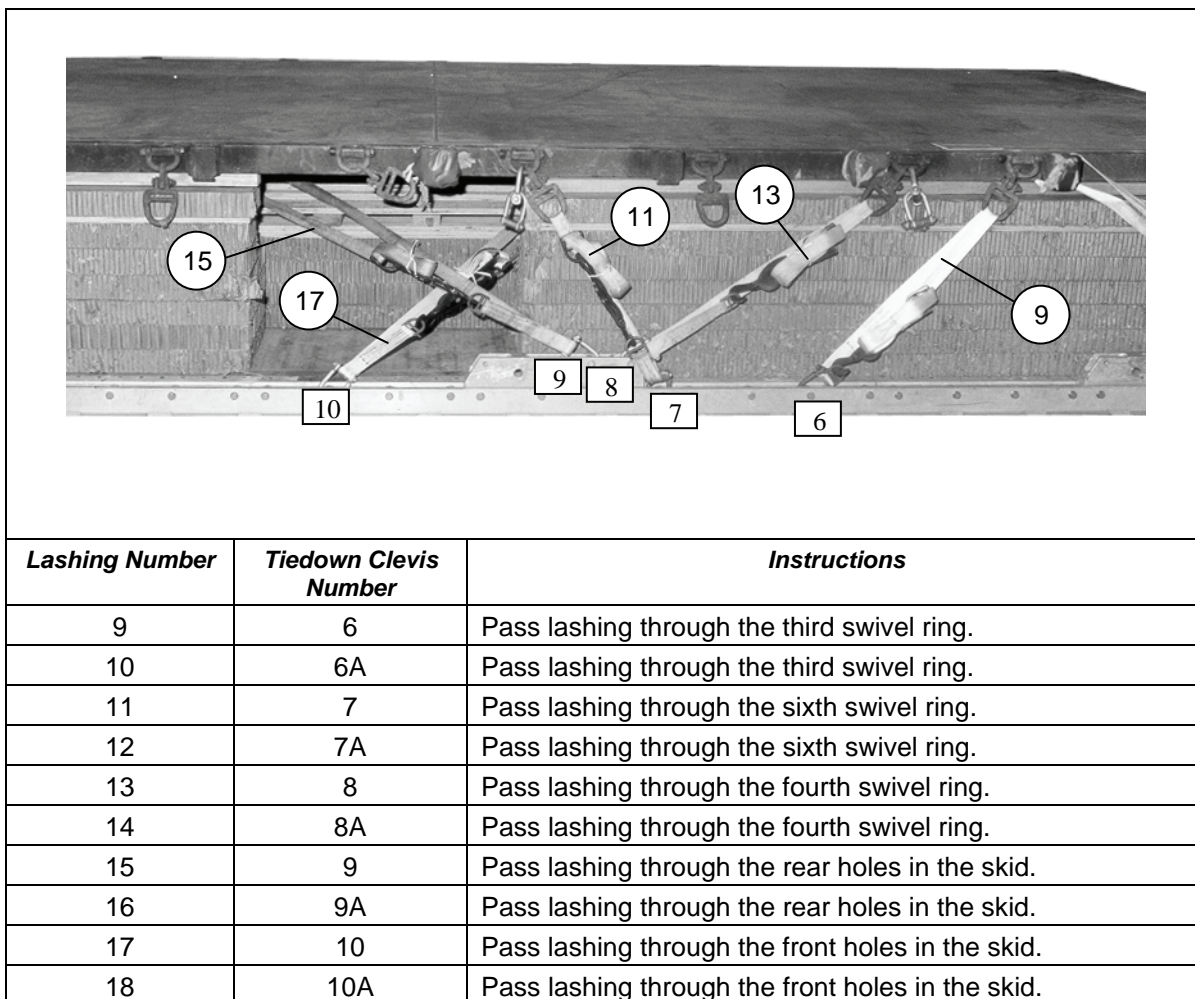 11
13
15
17
9
9
8
10
7
6
Lashing Number Tiedown Clevis Number Instructions
9 6 Pass lashing through the third swivel ring.
10 6A Pass lashing through the third swivel ring.
11 7 Pass lashing through the sixth swivel ring.
12 7A Pass lashing through the sixth swivel ring.
13 8 Pass lashing through the fourth swivel ring.
14 8A Pass lashing through the fourth swivel ring.
15 9 Pass lashing through the rear holes in the skid.
16 9A Pass lashing through the rear holes in the skid.
17 10 Pass lashing through the front holes in the skid.
18 10A Pass lashing through the front holes in the skid.